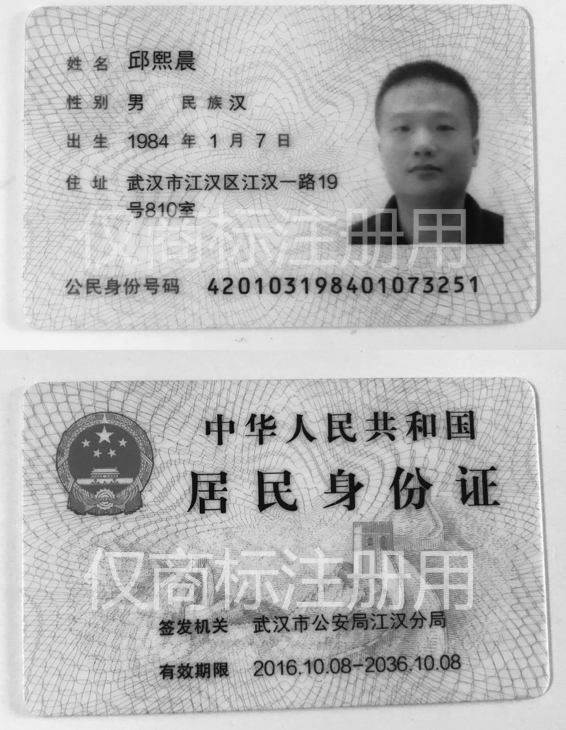 姓名 邱熙晨
性别 男 民族 汉
出生 1984 年 1 月 7 日
住址 武汉市江汉区江汉一路19
号810室
仅商标注册用
公民身份号码 420103198401073251
中华人民共和国
居民身份证
仅商标注册用
签发机关 武汉市公安局江汉分局
有效期限 2016.10.08-2036.10.08